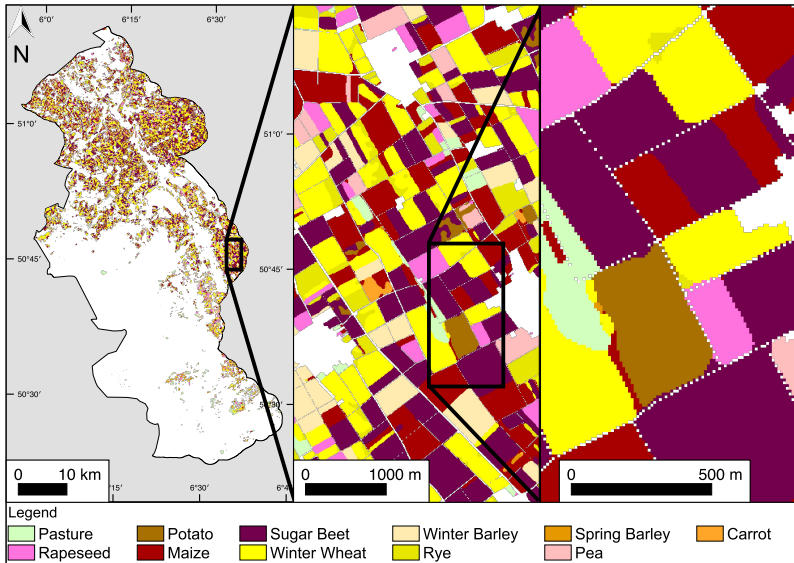 6°0' 6°15' 6°30'
N
51°0'
50°45'
50°30'
51°0'
50°45'
50°30'
0 10 km
°15' 6°30' 6°4
0 1000 m
0 500 m
Legend
Pasture Potato Sugar Beet Winter Barley Spring Barley Carrot
Rapeseed Maize Winter Wheat Rye Pea